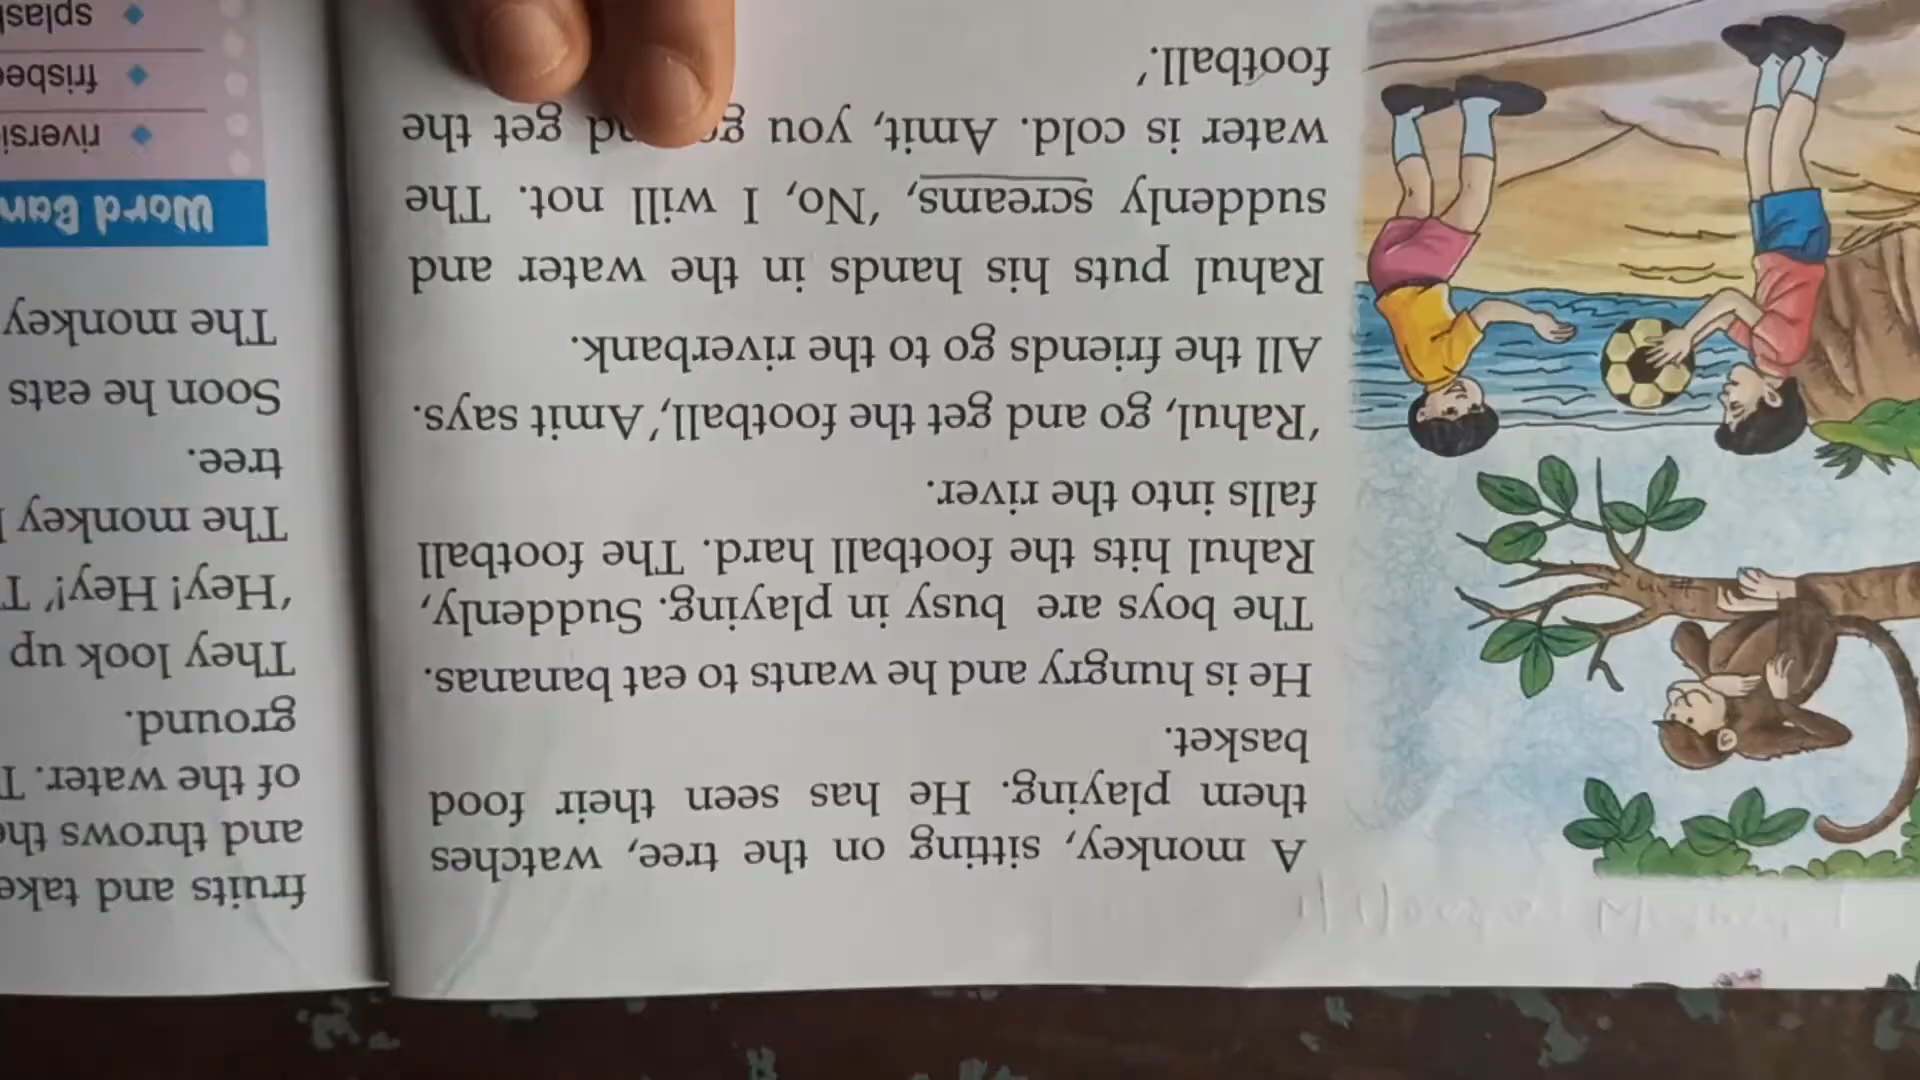 A monkey, sitting on the tree, watches
them playing. He has seen their food
basket.
He is hungry and he wants to eat bananas.
The boys are busy in playing. Suddenly,
Rahul hits the football hard. The football
falls into the river.
'Rahul, go and get the football,' Amit says.
All the friends go to the riverbank.
Rahul puts his hands in the water and
suddenly screams, 'No, I will not. The
water is cold. Amit, you get the
football.'
fruits and take
and throws
of the water.
ground.
They look up
'Hey! Hey!'
The monkey
tree.
Soon he eats
The monkey
Word